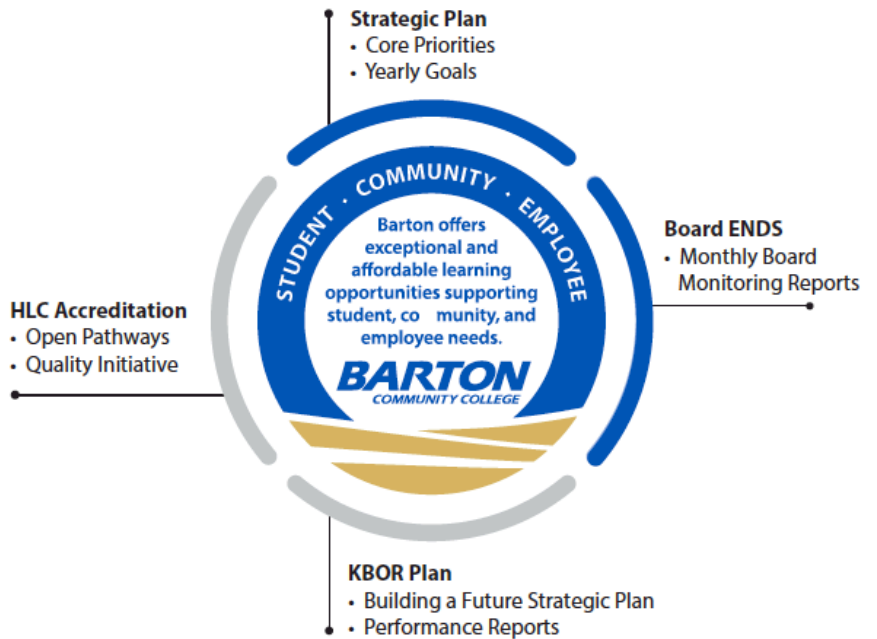 Strategic Plan
• Core Priorities
• Yearly Goals
STUDENT · COMMUNITY · EMPLOYEE
Barton offers
exceptional and
affordable learning
opportunities supporting
student, co munity, and
employee needs.
BARTON
COMMUNITY COLLEGE
Board ENDS
• Monthly Board
Monitoring Reports
HLC Accreditation
• Open Pathways
• Quality Initiative
KBOR Plan
• Building a Future Strategic Plan
• Performance Reports